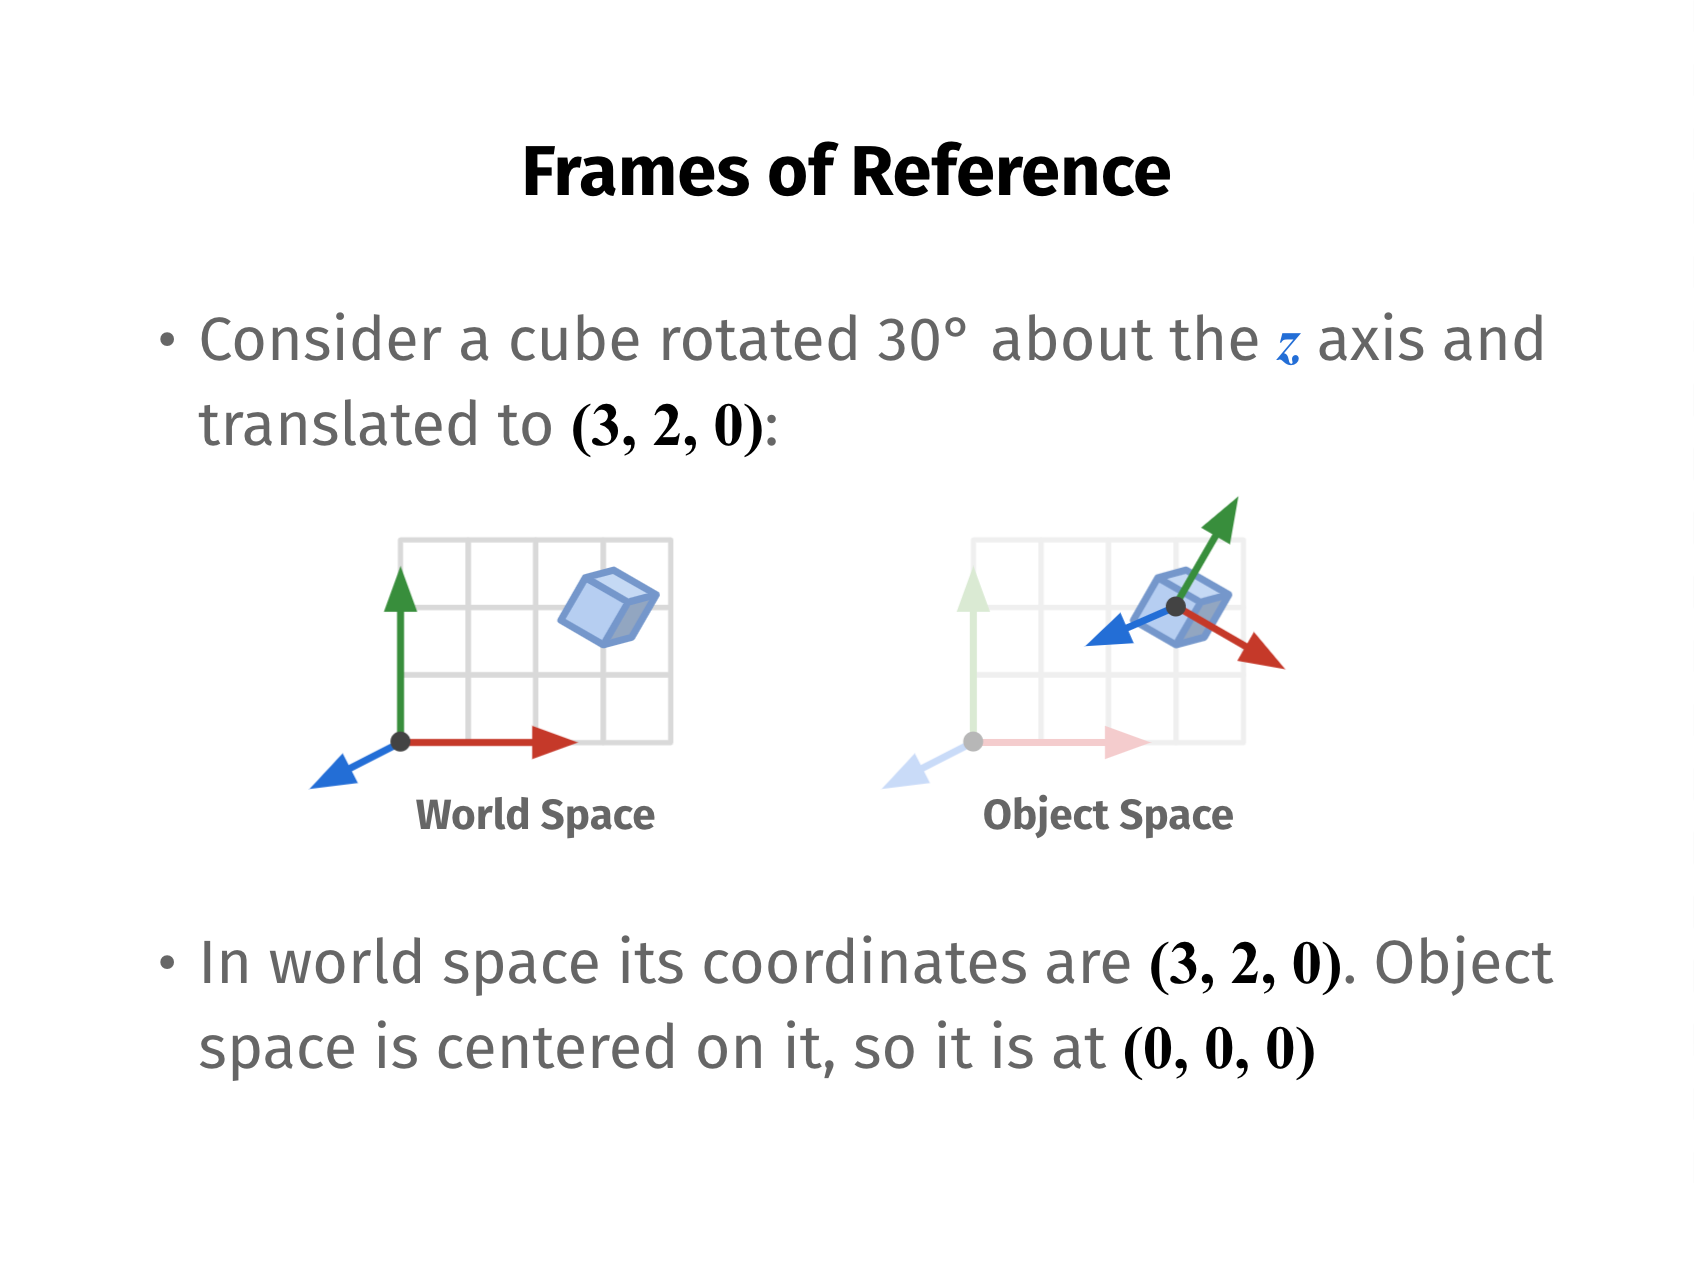 Frames of Reference
• Consider a cube rotated 30° about the z axis and
translated to (3, 2, 0):
World Space
Object Space
• In world space its coordinates are (3, 2, 0). Object
space is centered on it, so it is at (0, 0, 0)